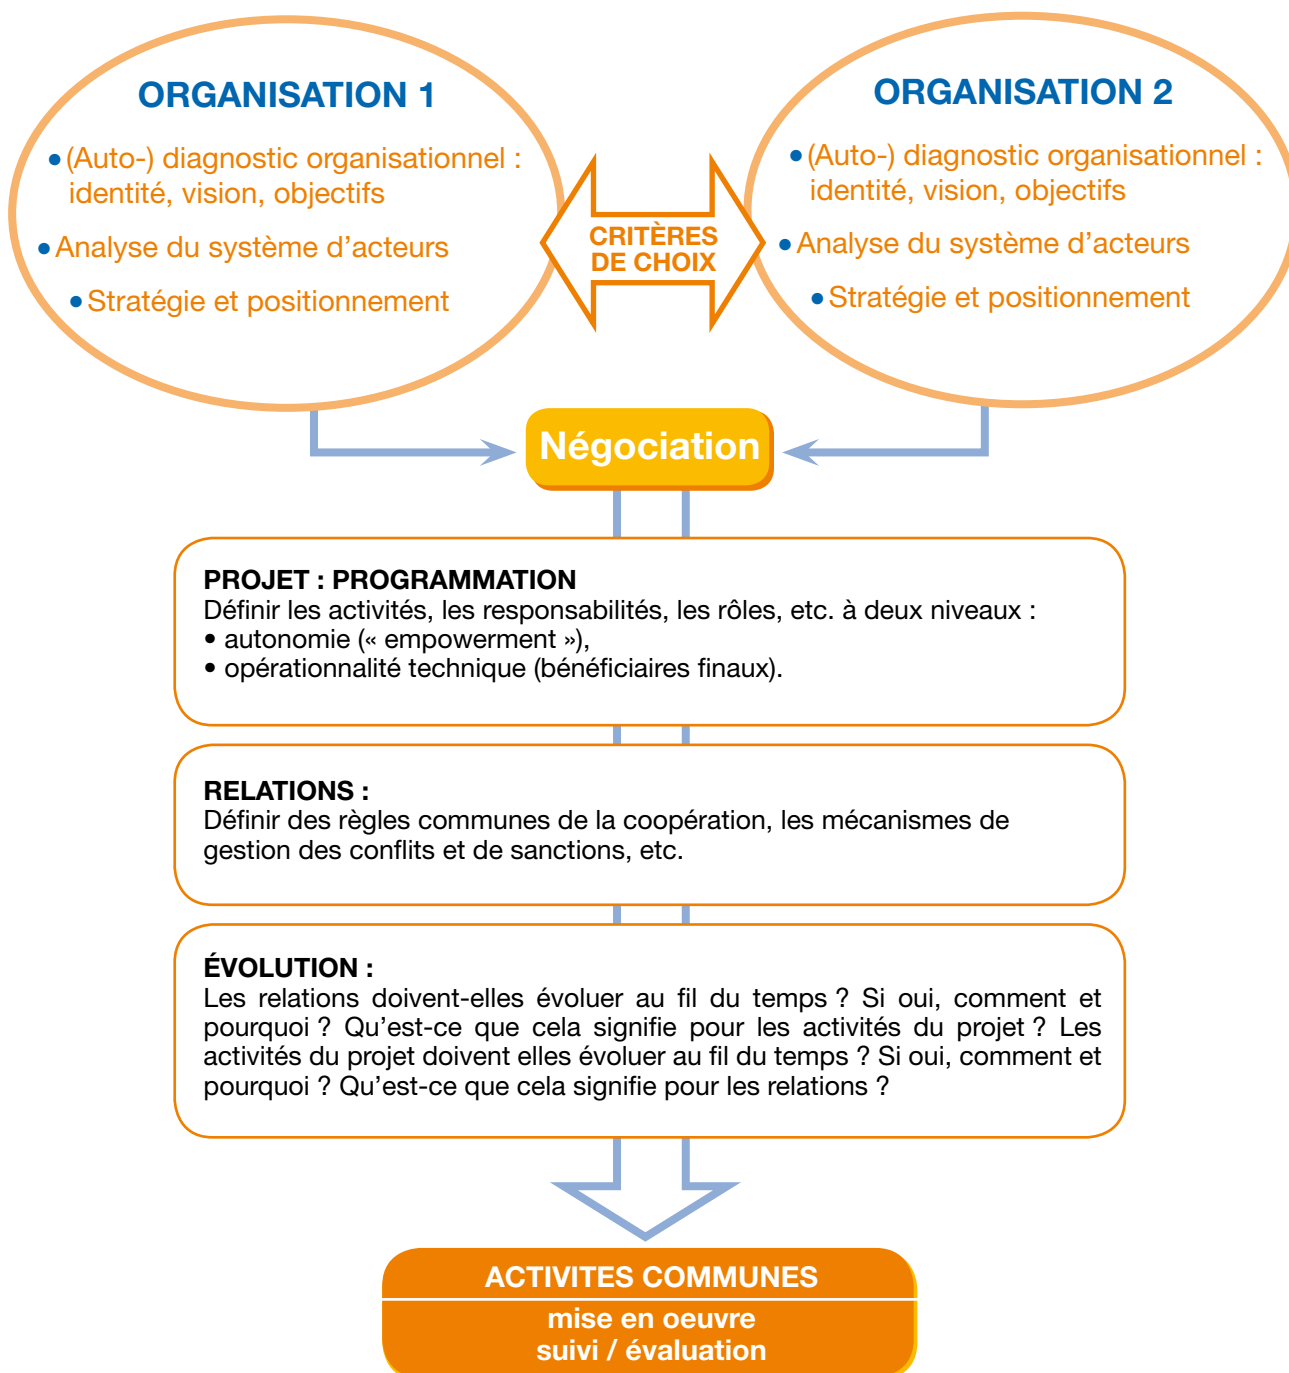 ORGANISATION 1
• (Auto-) diagnostic organisationnel :
identité, vision, objectifs
• Analyse du système d’acteurs
• Stratégie et positionnement
CRITÈRES
DE CHOIX
ORGANISATION 2
• (Auto-) diagnostic organisationnel :
identité, vision, objectifs
• Analyse du système d’acteurs
• Stratégie et positionnement
Négociation
PROJET : PROGRAMMATION
Définir les activités, les responsabilités, les rôles, etc. à deux niveaux :
• autonomie (« empowerment »),
• opérationnalité technique (bénéficiaires finaux).
RELATIONS :
Définir des règles communes de la coopération, les mécanismes de
gestion des conflits et de sanctions, etc.
ÉVOLUTION :
Les relations doivent-elles évoluer au fil du temps ? Si oui, comment et
pourquoi ? Qu’est-ce que cela signifie pour les activités du projet ? Les
activités du projet doivent elles évoluer au fil du temps ? Si oui, comment et
pourquoi ? Qu’est-ce que cela signifie pour les relations ?
ACTIVITES COMMUNES
mise en oeuvre
suivi / évaluation